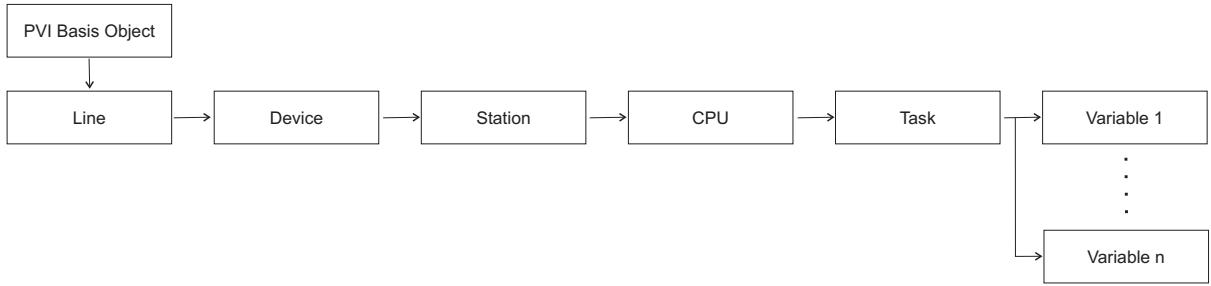 PVI Basis Object
Line
Device
Station
CPU
Task
Variable 1
Variable n